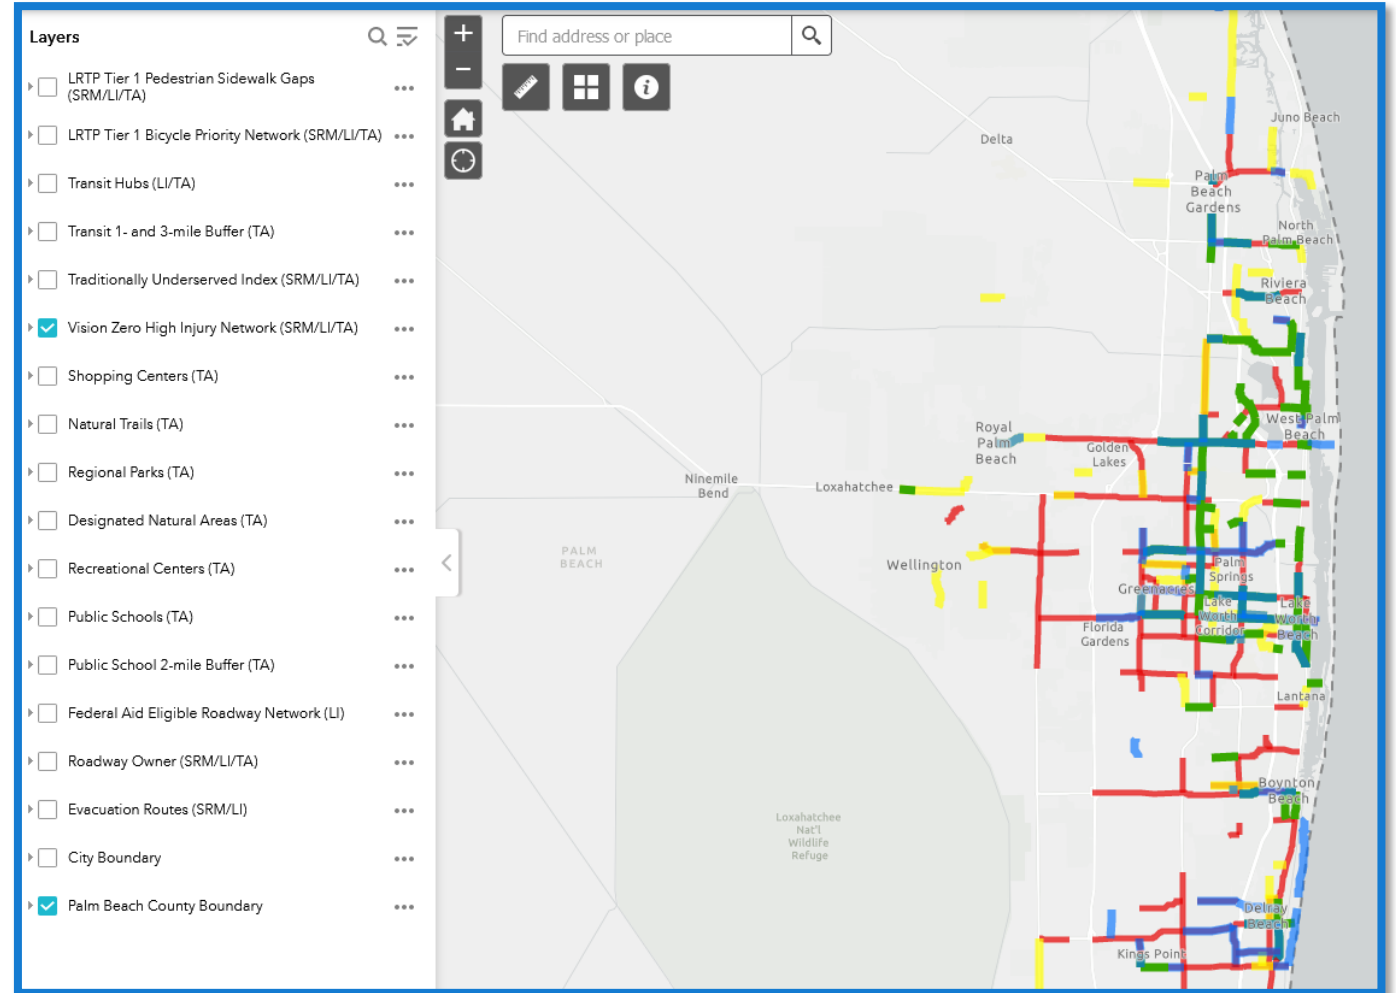 Layers
LRTP Tier 1 Pedestrian Sidewalk Gaps
(SRM/LI/TA)
LRTP Tier 1 Bicycle Priority Network (SRM/LI/TA)
Transit Hubs (LI/TA)
Transit 1- and 3-mile Buffer (TA)
Traditionally Underserved Index (SRM/LI/TA)
Vision Zero High Injury Network (SRM/LI/TA)
Shopping Centers (TA)
Natural Trails (TA)
Regional Parks (TA)
Designated Natural Areas (TA)
Recreational Centers (TA)
Public Schools (TA)
Public School 2-mile Buffer (TA)
Federal Aid Eligible Roadway Network (LI)
Roadway Owner (SRM/LI/TA)
Evacuation Routes (SRM/LI)
City Boundary
Palm Beach County Boundary
Find address or place
Juno Beach
Delta
Palm
Beach
Gardens
North
Palm Beach
Riviera
Beach
West Palm
Beach
Royal
Palm
Beach
Golden
Lakes
Ninemile
Bend
Loxahatchee
PALM
BEACH
Wellington
Palm
Springs
Greenacres
Lake
Worth
Corridor
Lake
Worth
Beach
Florida
Gardens
Lantana
Boynton
Beach
Loxahatchee
Nat'l
Wildlife
Refuge
Delray
Beach
Kings Point